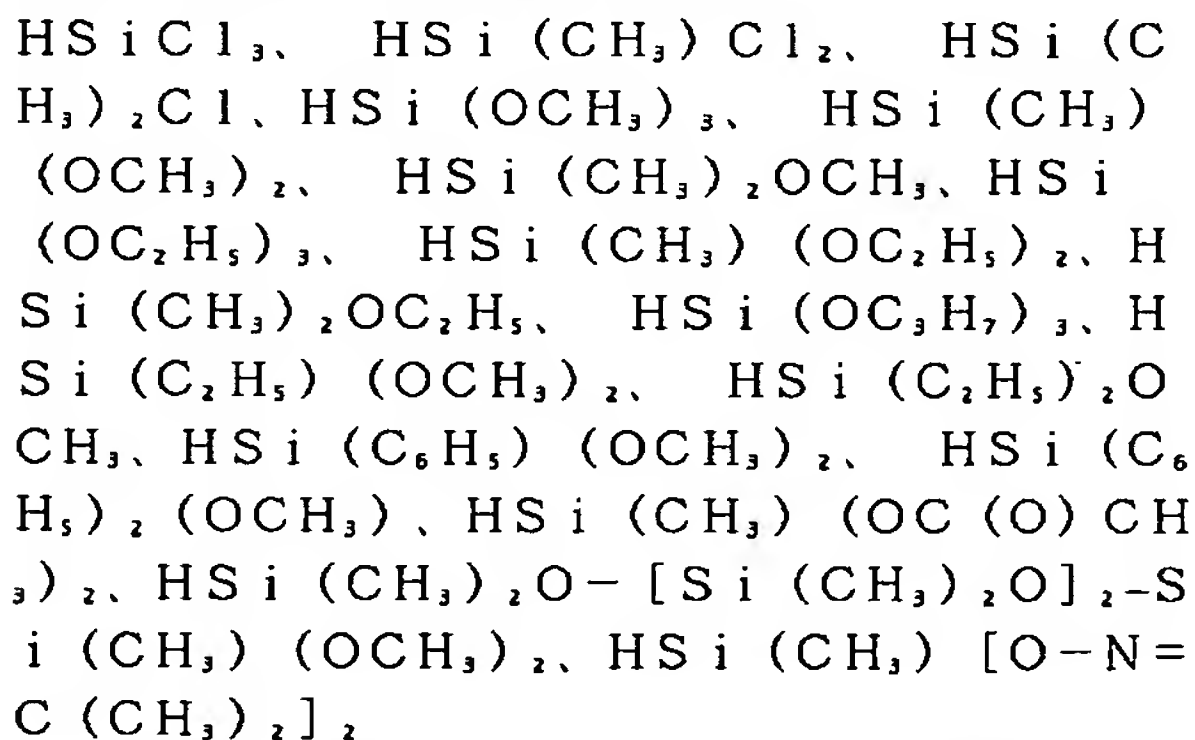 HSiCl₃、 HSi(CH₃)Cl₂、 HSi(C
H₃)₂Cl、HSi(OCH₃)₃、 HSi(CH₃)
(OCH₃)₂、 HSi(CH₃)₂OCH₃、HSi
(OC₂H₅)₃、 HSi(CH₃)(OC₂H₅)₂、H
Si(CH₃)₂OC₂H₅、 HSi(OC₃H₇)₃、H
Si(C₂H₅)(OCH₃)₂、 HSi(C₂H₅)₂O
CH₃、HSi(C₆H₅)(OCH₃)₂、 HSi(C₆
H₅)₂(OCH₃)、HSi(CH₃)(OC(O)CH
₃)₂、HSi(CH₃)₂O-[Si(CH₃)₂O]₂-S
i(CH₃)(OCH₃)₂、HSi(CH₃)[O-N=
C(CH₃)₂]₂